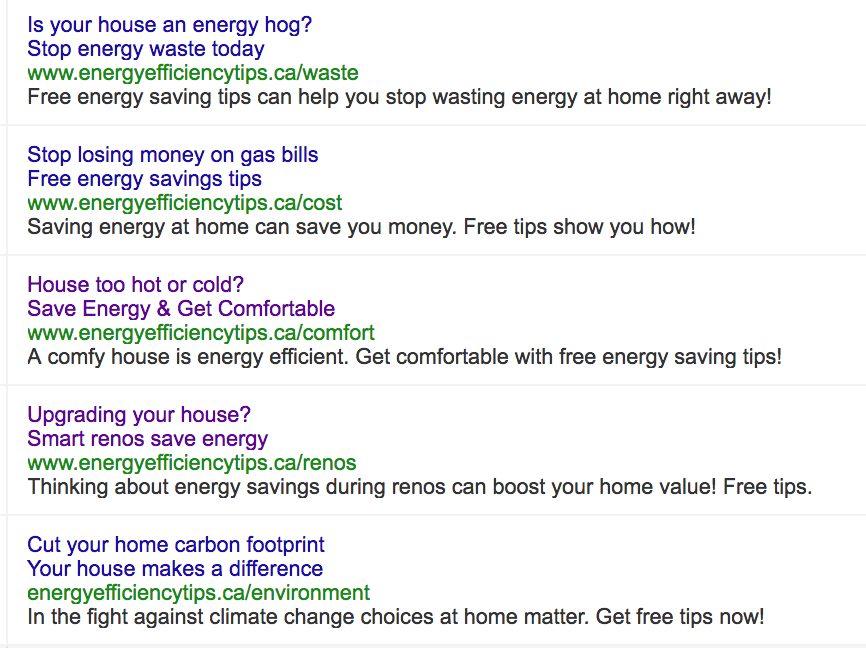 Is your house an energy hog?
Stop energy waste today
www.energyefficiencytips.ca/waste
Free energy saving tips can help you stop wasting energy at home right away!
Stop losing money on gas bills
Free energy savings tips
www.energyefficiencytips.ca/cost
Saving energy at home can save you money. Free tips show you how!
House too hot or cold?
Save Energy & Get Comfortable
www.energyefficiencytips.ca/comfort
A comfy house is energy efficient. Get comfortable with free energy saving tips!
Upgrading your house?
Smart renos save energy
www.energyefficiencytips.ca/renos
Thinking about energy savings during renos can boost your home value! Free tips.
Cut your home carbon footprint
Your house makes a difference
energyefficiencytips.ca/environment
In the fight against climate change choices at home matter. Get free tips now!